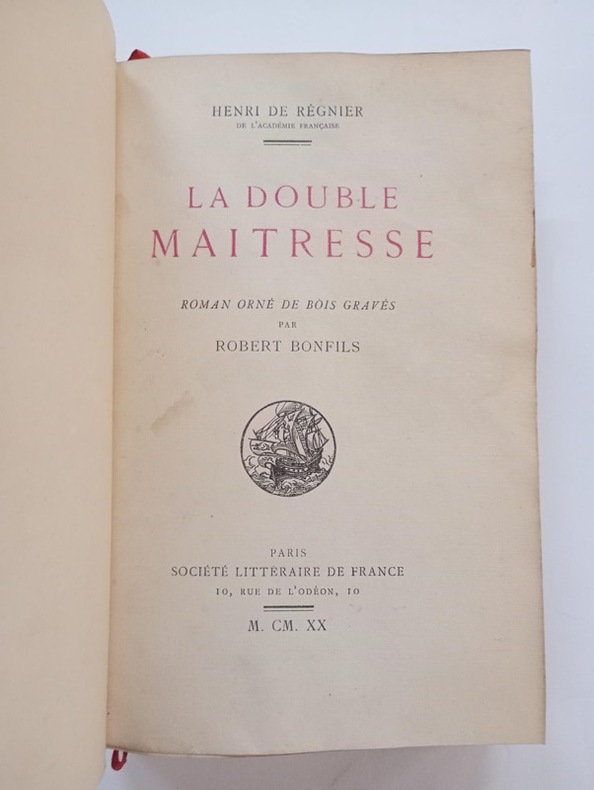 HENRI DE RÉGNIER
DE L'ACADÉMIE FRANÇAISE
LA DOUBLE
MAITRESSE
ROMAN ORNÉ DE BOIS GRAVÉS
PAR
ROBERT BONFILS
PARIS
SOCIÉTÉ LITTÉRAIRE DE FRANCE
10, RUE DE L'ODÉON, 10
M. CM. XX